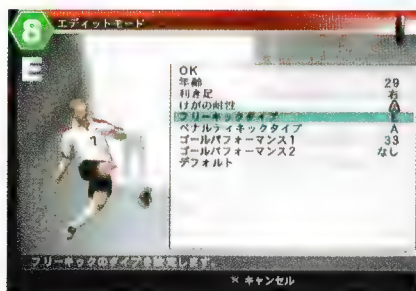 8
エディットモード
E
OK
年齢 29
利き足 右
けがの耐性 A
フリーキックタイプ E
ペナルティキックタイプ A
ゴールパフォーマンス1 33
ゴールパフォーマンス2 なし
デフォルト
7
フリーキックのタイプを設定します。
× キャンセル